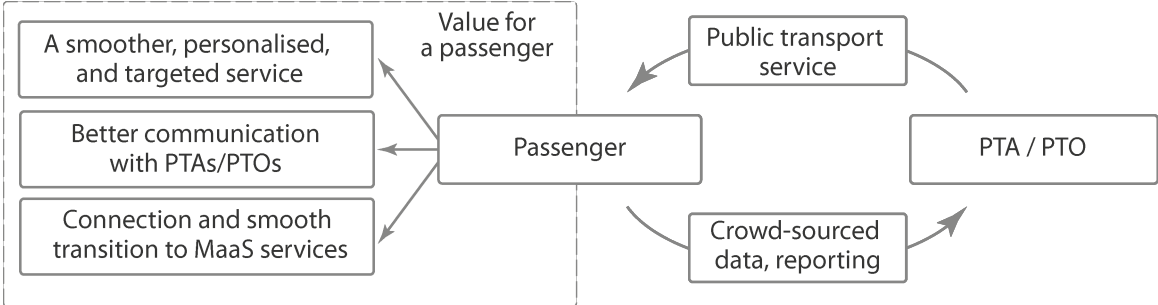 Value for
a passenger
A smoother, personalised,
and targeted service
Better communication
with PTAs/PTOs
Connection and smooth
transition to MaaS services
Passenger
Public transport
service
PTA / PTO
Crowd-sourced
data, reporting